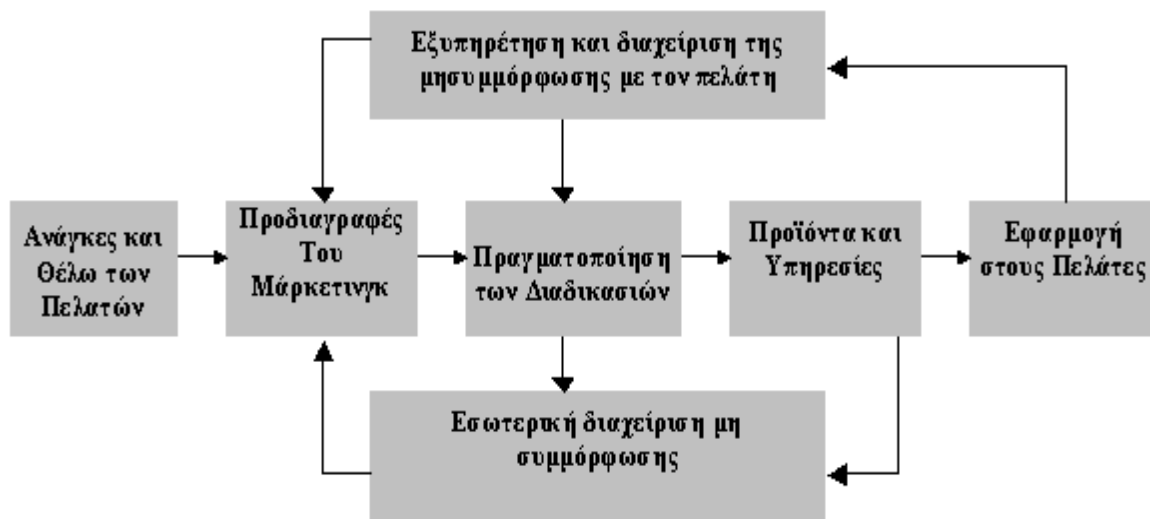 Εξυπηρέτηση και διαχείριση της
μησυμμόρφωσης με τον πελάτη
Ανάγκες και
Θέλω των
Πελατών
Προδιαγραφές
Του
Μάρκετινγκ
Πραγματοποίηση
των Διαδικασιών
Προϊόντα και
Υπηρεσίες
Εφαρμογή
στους Πελάτες
Εσωτερική διαχείριση μη
συμμόρφωσης